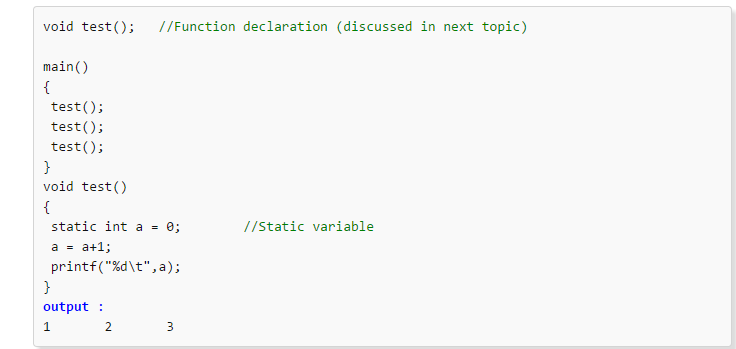 void test();   //Function declaration (discussed in next topic)
main()
{
 test();
 test();
 test();
}
void test()
{
 static int a = 0;        //Static variable
 a = a+1;
 printf("%d\t",a);
}
output :
1       2       3